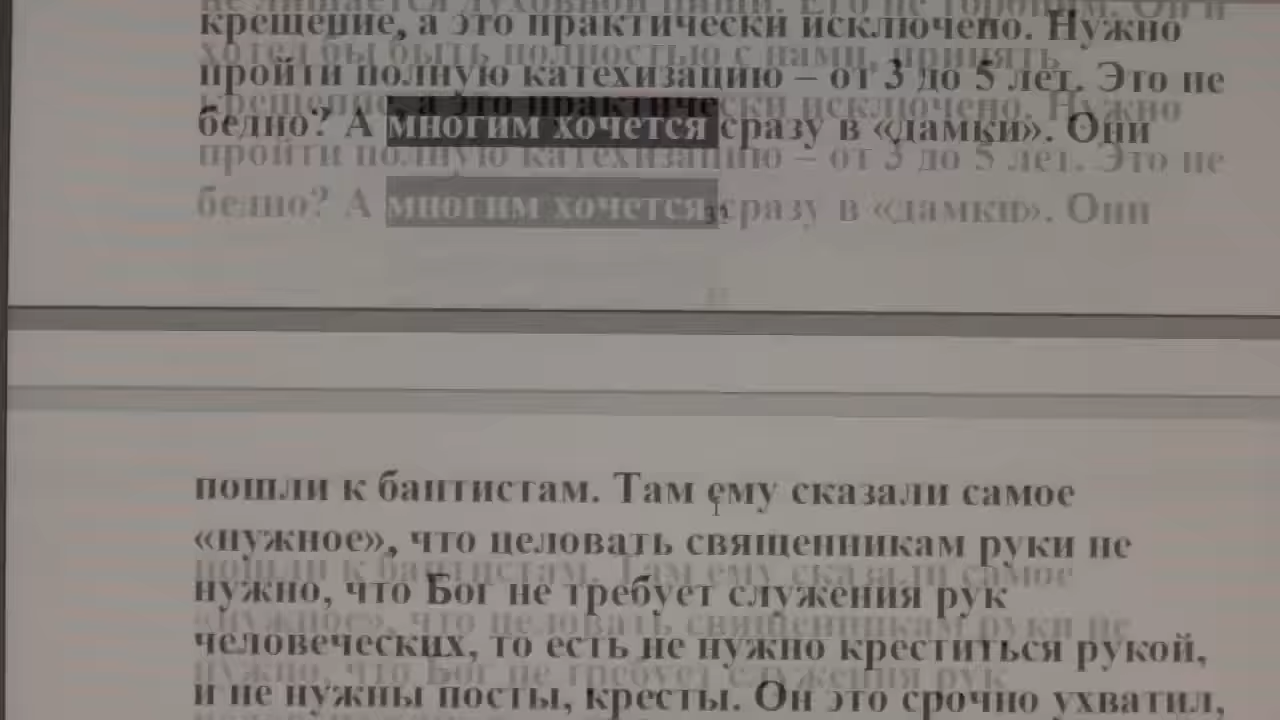 крещение, а это практически исключено. Нужно
пройти полную катехизацию – от 3 до 5 лет. Это не
бедно? А многим хочется сразу в «дамки». Они
пошли к баптистам. Там ему сказали самое
«нужное», что целовать священникам руки не
нужно, что Бог не требует служения рук
человеческих, то есть не нужно креститься рукой,
и не нужны посты, кресты. Он это срочно ухватил,